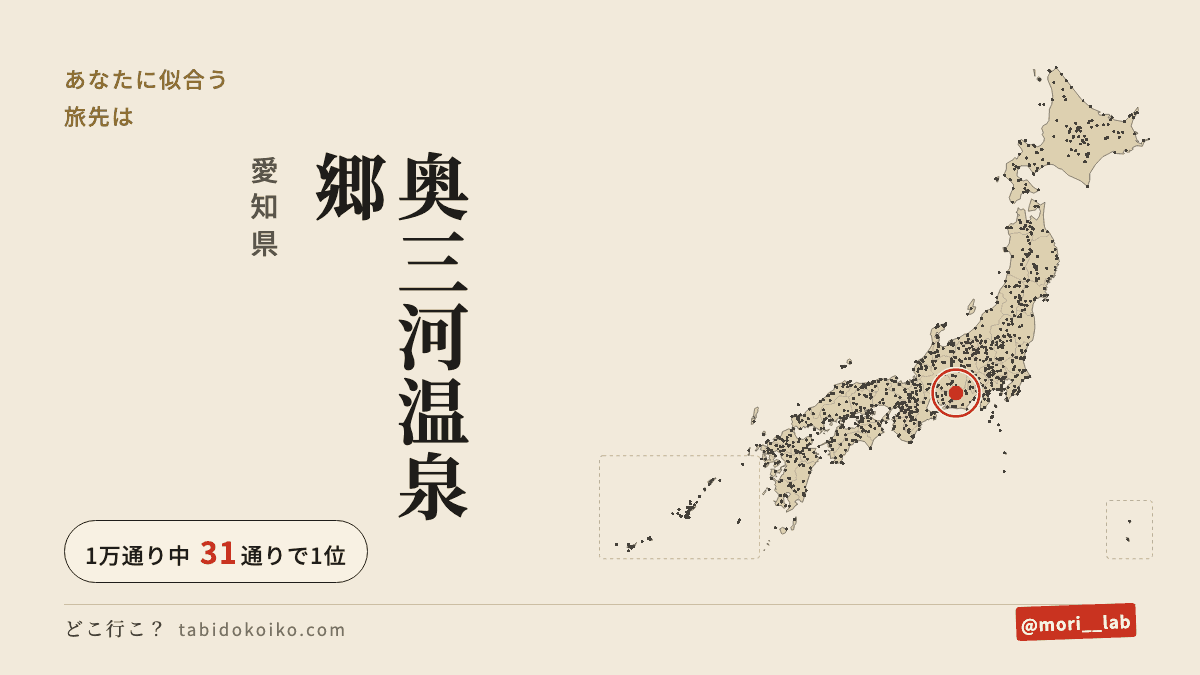 あなたに似合う
旅先は
奥三河温泉
郷
愛知県
1万通り中 31通りで1位
どこ行こ？ tabidokoiko.com
@mori__lab